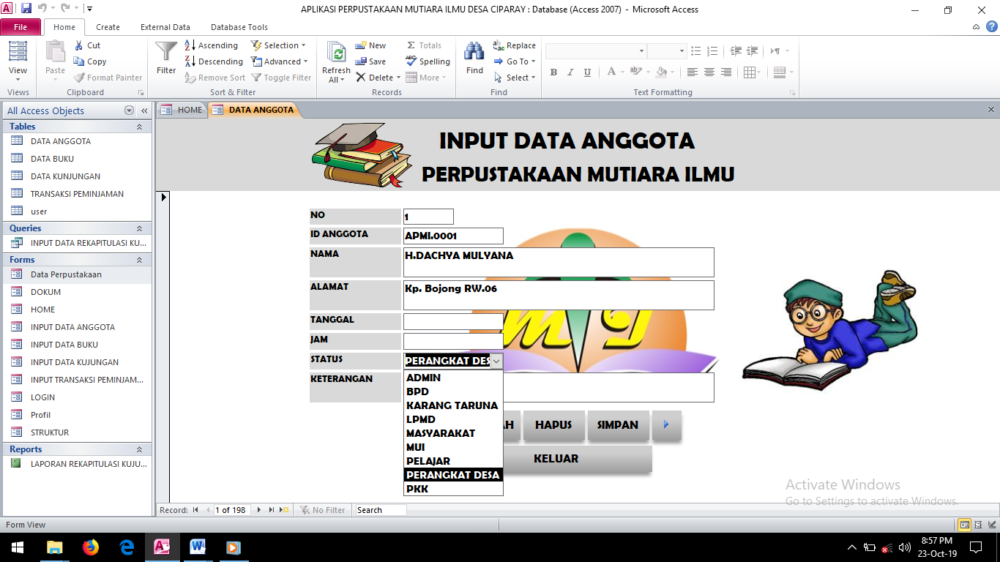 APLIKASI PERPUSTAKAAN MUTIARA ILMU DESA CIPARAY : Database (Access 2007) - Microsoft Access
File Home Create External Data Database Tools
View
Views
Paste
Cut
Copy
Format Painter
Clipboard
Filter
Ascending
Descending
Remove Sort
Selection
Advanced
Toggle Filter
Sort & Filter
Refresh All
New
Save
Delete
Totals
Spelling
More
Records
Find
Replace
Go To
Select
Find
B I U
Text Formatting
All Access Objects
Tables
DATA ANGGOTA
DATA BUKU
DATA KUNJUNGAN
TRANSAKSI PEMINJAMAN
user
Queries
INPUT DATA REKAPITULASI KU...
Forms
Data Perpustakaan
DOKUM
HOME
INPUT DATA ANGGOTA
INPUT DATA BUKU
INPUT DATA KUJUNGAN
INPUT TRANSAKSI PEMINJAM...
LOGIN
Profil
STRUKTUR
Reports
LAPORAN REKAPITULASI KUJU...
HOME DATA ANGGOTA
INPUT DATA ANGGOTA
PERPUSTAKAAN MUTIARA ILMU
NO 1
ID ANGGOTA APMI.0001
NAMA H.DACHYA MULYANA
ALAMAT Kp. Bojong RW.06
TANGGAL
JAM
STATUS PERANGKAT DES
KETERANGAN
ADMIN
BPD
KARANG TARUNA
LPMD
MASYARAKAT
MUI
PELAJAR
PERANGKAT DESA
PKK
AH HAPUS SIMPAN
KELUAR
Activate Windows
Go to Settings to activate Windows.
Record: 1 of 198 No Filter Search
Form View
8:57 PM
23-Oct-19